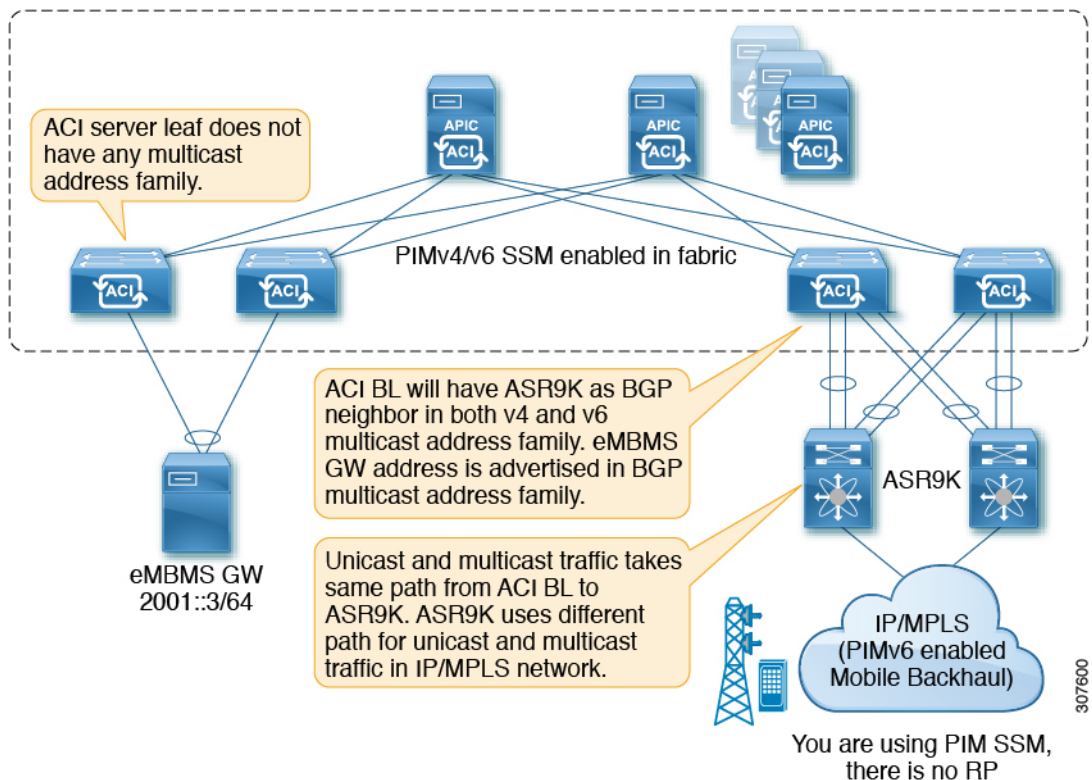 APIC
ACI
APIC
ACI
APIC
ACI
ACI server leaf does not
have any multicast
address family.
PIMv4/v6 SSM enabled in fabric
ACI
ACI
ACI
ACI
ACI BL will have ASR9K as BGP
neighbor in both v4 and v6
multicast address family. eMBMS
GW address is advertised in BGP
multicast address family.
ASR9K
eMBMS GW
2001::3/64
Unicast and multicast traffic takes
same path from ACI BL to
ASR9K. ASR9K uses different
path for unicast and multicast
traffic in IP/MPLS network.
IP/MPLS
(PIMv6 enabled
Mobile Backhaul)
307600
You are using PIM SSM,
there is no RP